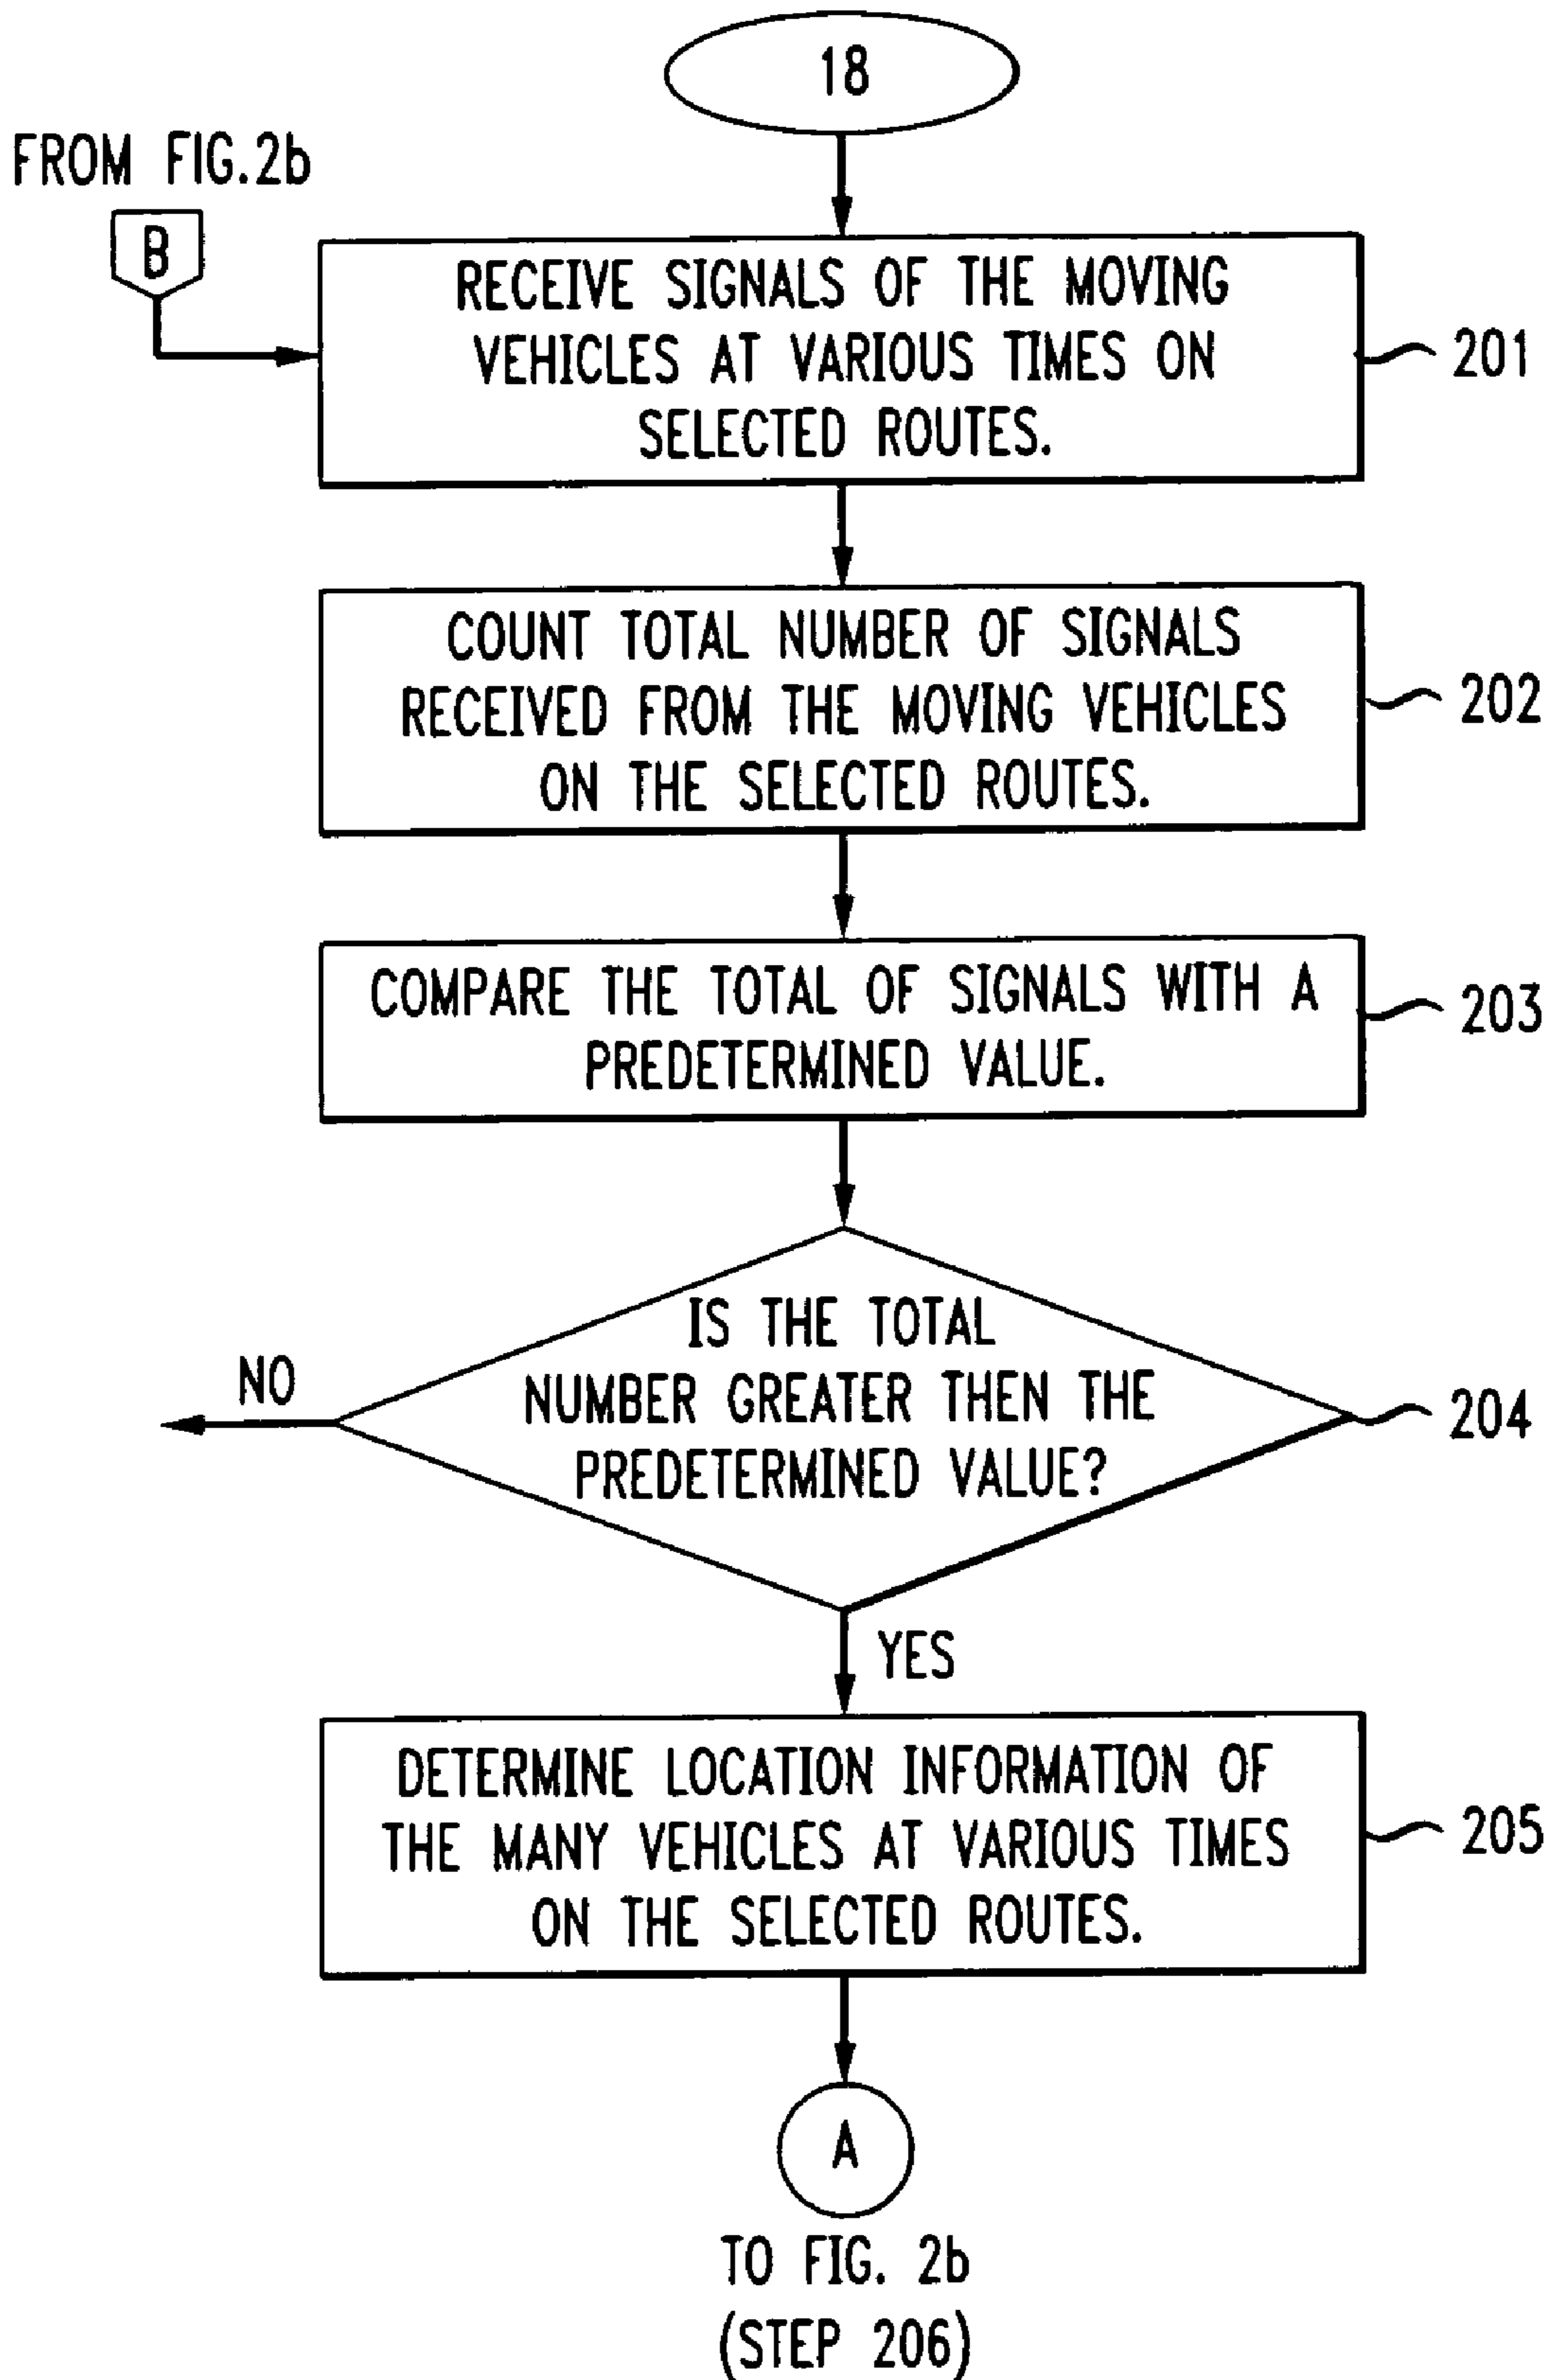 18
FROM FIG.2b
B
RECEIVE SIGNALS OF THE MOVING
VEHICLES AT VARIOUS TIMES ON
SELECTED ROUTES.
201
COUNT TOTAL NUMBER OF SIGNALS
RECEIVED FROM THE MOVING VEHICLES
ON THE SELECTED ROUTES.
202
COMPARE THE TOTAL OF SIGNALS WITH A
PREDETERMINED VALUE.
203
IS THE TOTAL
NUMBER GREATER THEN THE
PREDETERMINED VALUE?
NO
204
YES
DETERMINE LOCATION INFORMATION OF
THE MANY VEHICLES AT VARIOUS TIMES
ON THE SELECTED ROUTES.
205
A
TO FIG. 2b
(STEP 206)